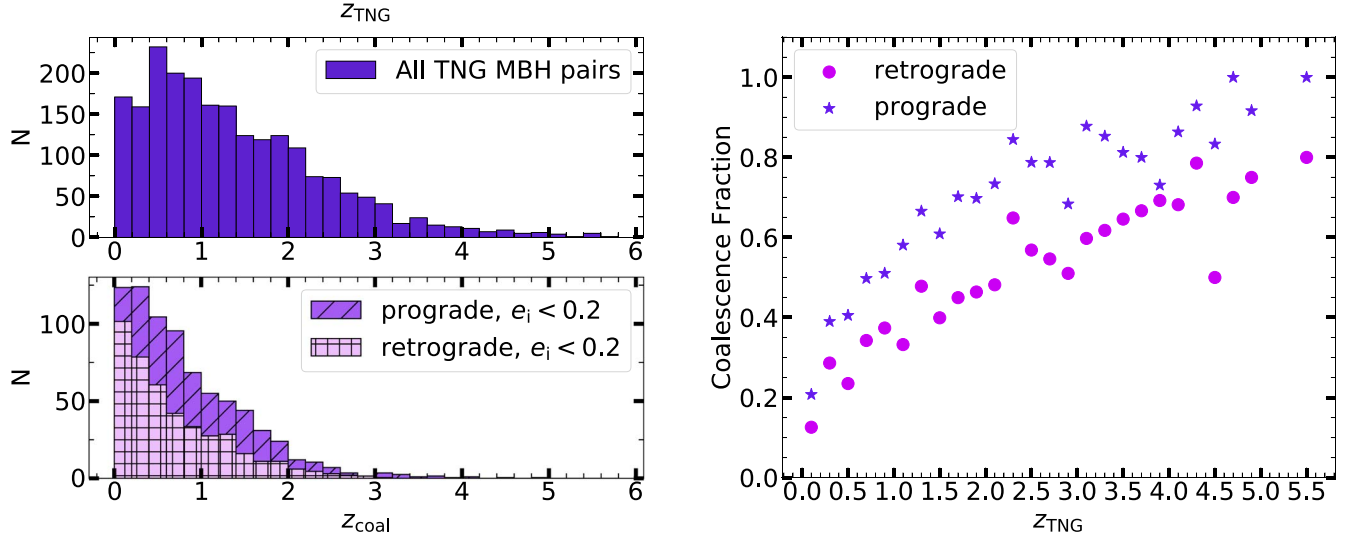 z_TNG
N
200
150
100
50
0
0 1 2 3 4 5 6
All TNG MBH pairs
N
100
50
0
0 1 2 3 4 5 6
prograde, e_i < 0.2
retrograde, e_i < 0.2
z_coal
Coalescence Fraction
1.0
0.8
0.6
0.4
0.2
0.0
0.0 0.5 1.0 1.5 2.0 2.5 3.0 3.5 4.0 4.5 5.0 5.5
retrograde
prograde
z_TNG